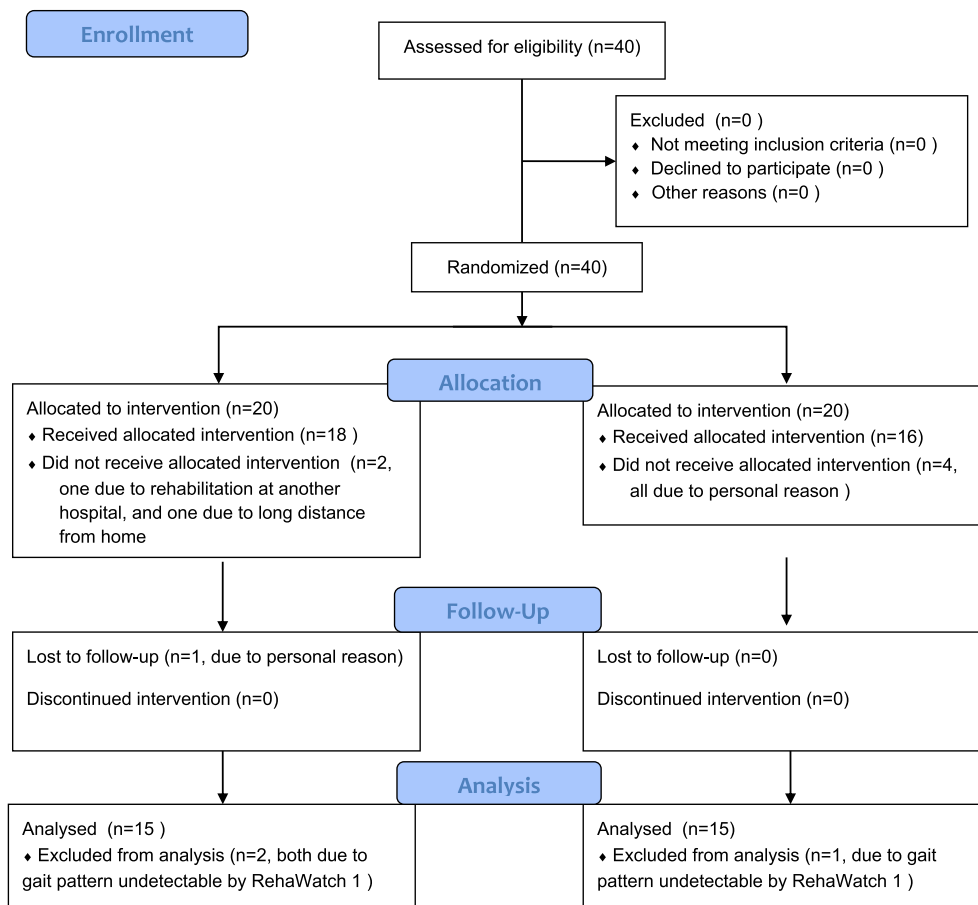 Enrollment
Assessed for eligibility (n=40)
Excluded (n=0 )
♦ Not meeting inclusion criteria (n=0 )
♦ Declined to participate (n=0 )
♦ Other reasons (n=0 )
Randomized (n=40)
Allocation
Allocated to intervention (n=20)
♦ Received allocated intervention (n=18 )
♦ Did not receive allocated intervention (n=2,
one due to rehabilitation at another
hospital, and one due to long distance
from home
Allocated to intervention (n=20)
♦ Received allocated intervention (n=16)
♦ Did not receive allocated intervention (n=4,
all due to personal reason )
Follow-Up
Lost to follow-up (n=1, due to personal reason)
Discontinued intervention (n=0)
Lost to follow-up (n=0)
Discontinued intervention (n=0)
Analysis
Analysed (n=15 )
♦ Excluded from analysis (n=2, both due to
gait pattern undetectable by RehaWatch 1 )
Analysed (n=15)
♦ Excluded from analysis (n=1, due to gait
pattern undetectable by RehaWatch 1 )